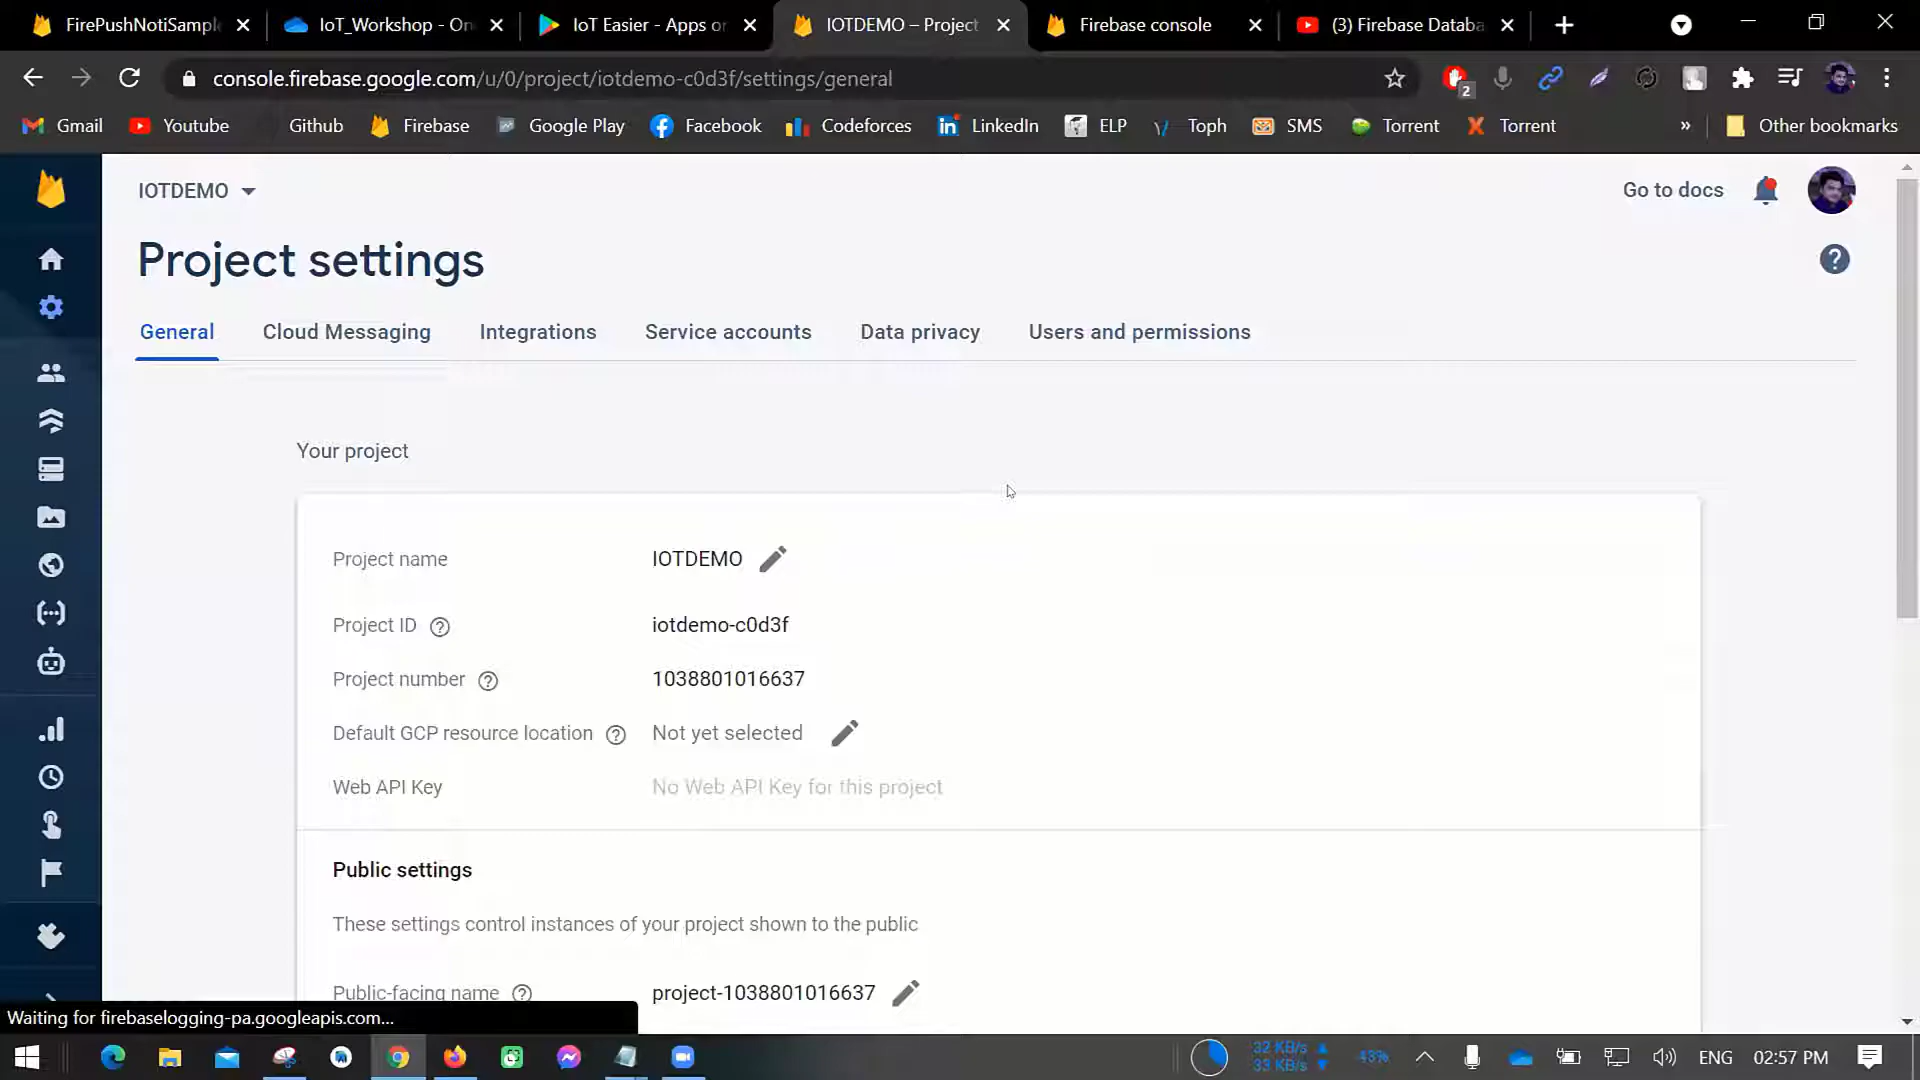 FirePushNotiSample
IoT_Workshop - On
IoT Easier - Apps on
IOTDEMO – Project
Firebase console
(3) Firebase Databa
console.firebase.google.com/u/0/project/iotdemo-c0d3f/settings/general
2
Gmail
Youtube
Github
Firebase
Google Play
Facebook
Codeforces
LinkedIn
ELP
Toph
SMS
Torrent
Torrent
»
Other bookmarks
IOTDEMO
Go to docs
Project settings
General
Cloud Messaging
Integrations
Service accounts
Data privacy
Users and permissions
Your project
Project name
IOTDEMO
Project ID
iotdemo-c0d3f
Project number
1038801016637
Default GCP resource location
Not yet selected
Web API Key
No Web API Key for this project
Public settings
These settings control instances of your project shown to the public
Public-facing name
project-1038801016637
Waiting for firebaselogging-pa.googleapis.com...
32 KB/s
33 KB/s
43%
ENG
02:57 PM